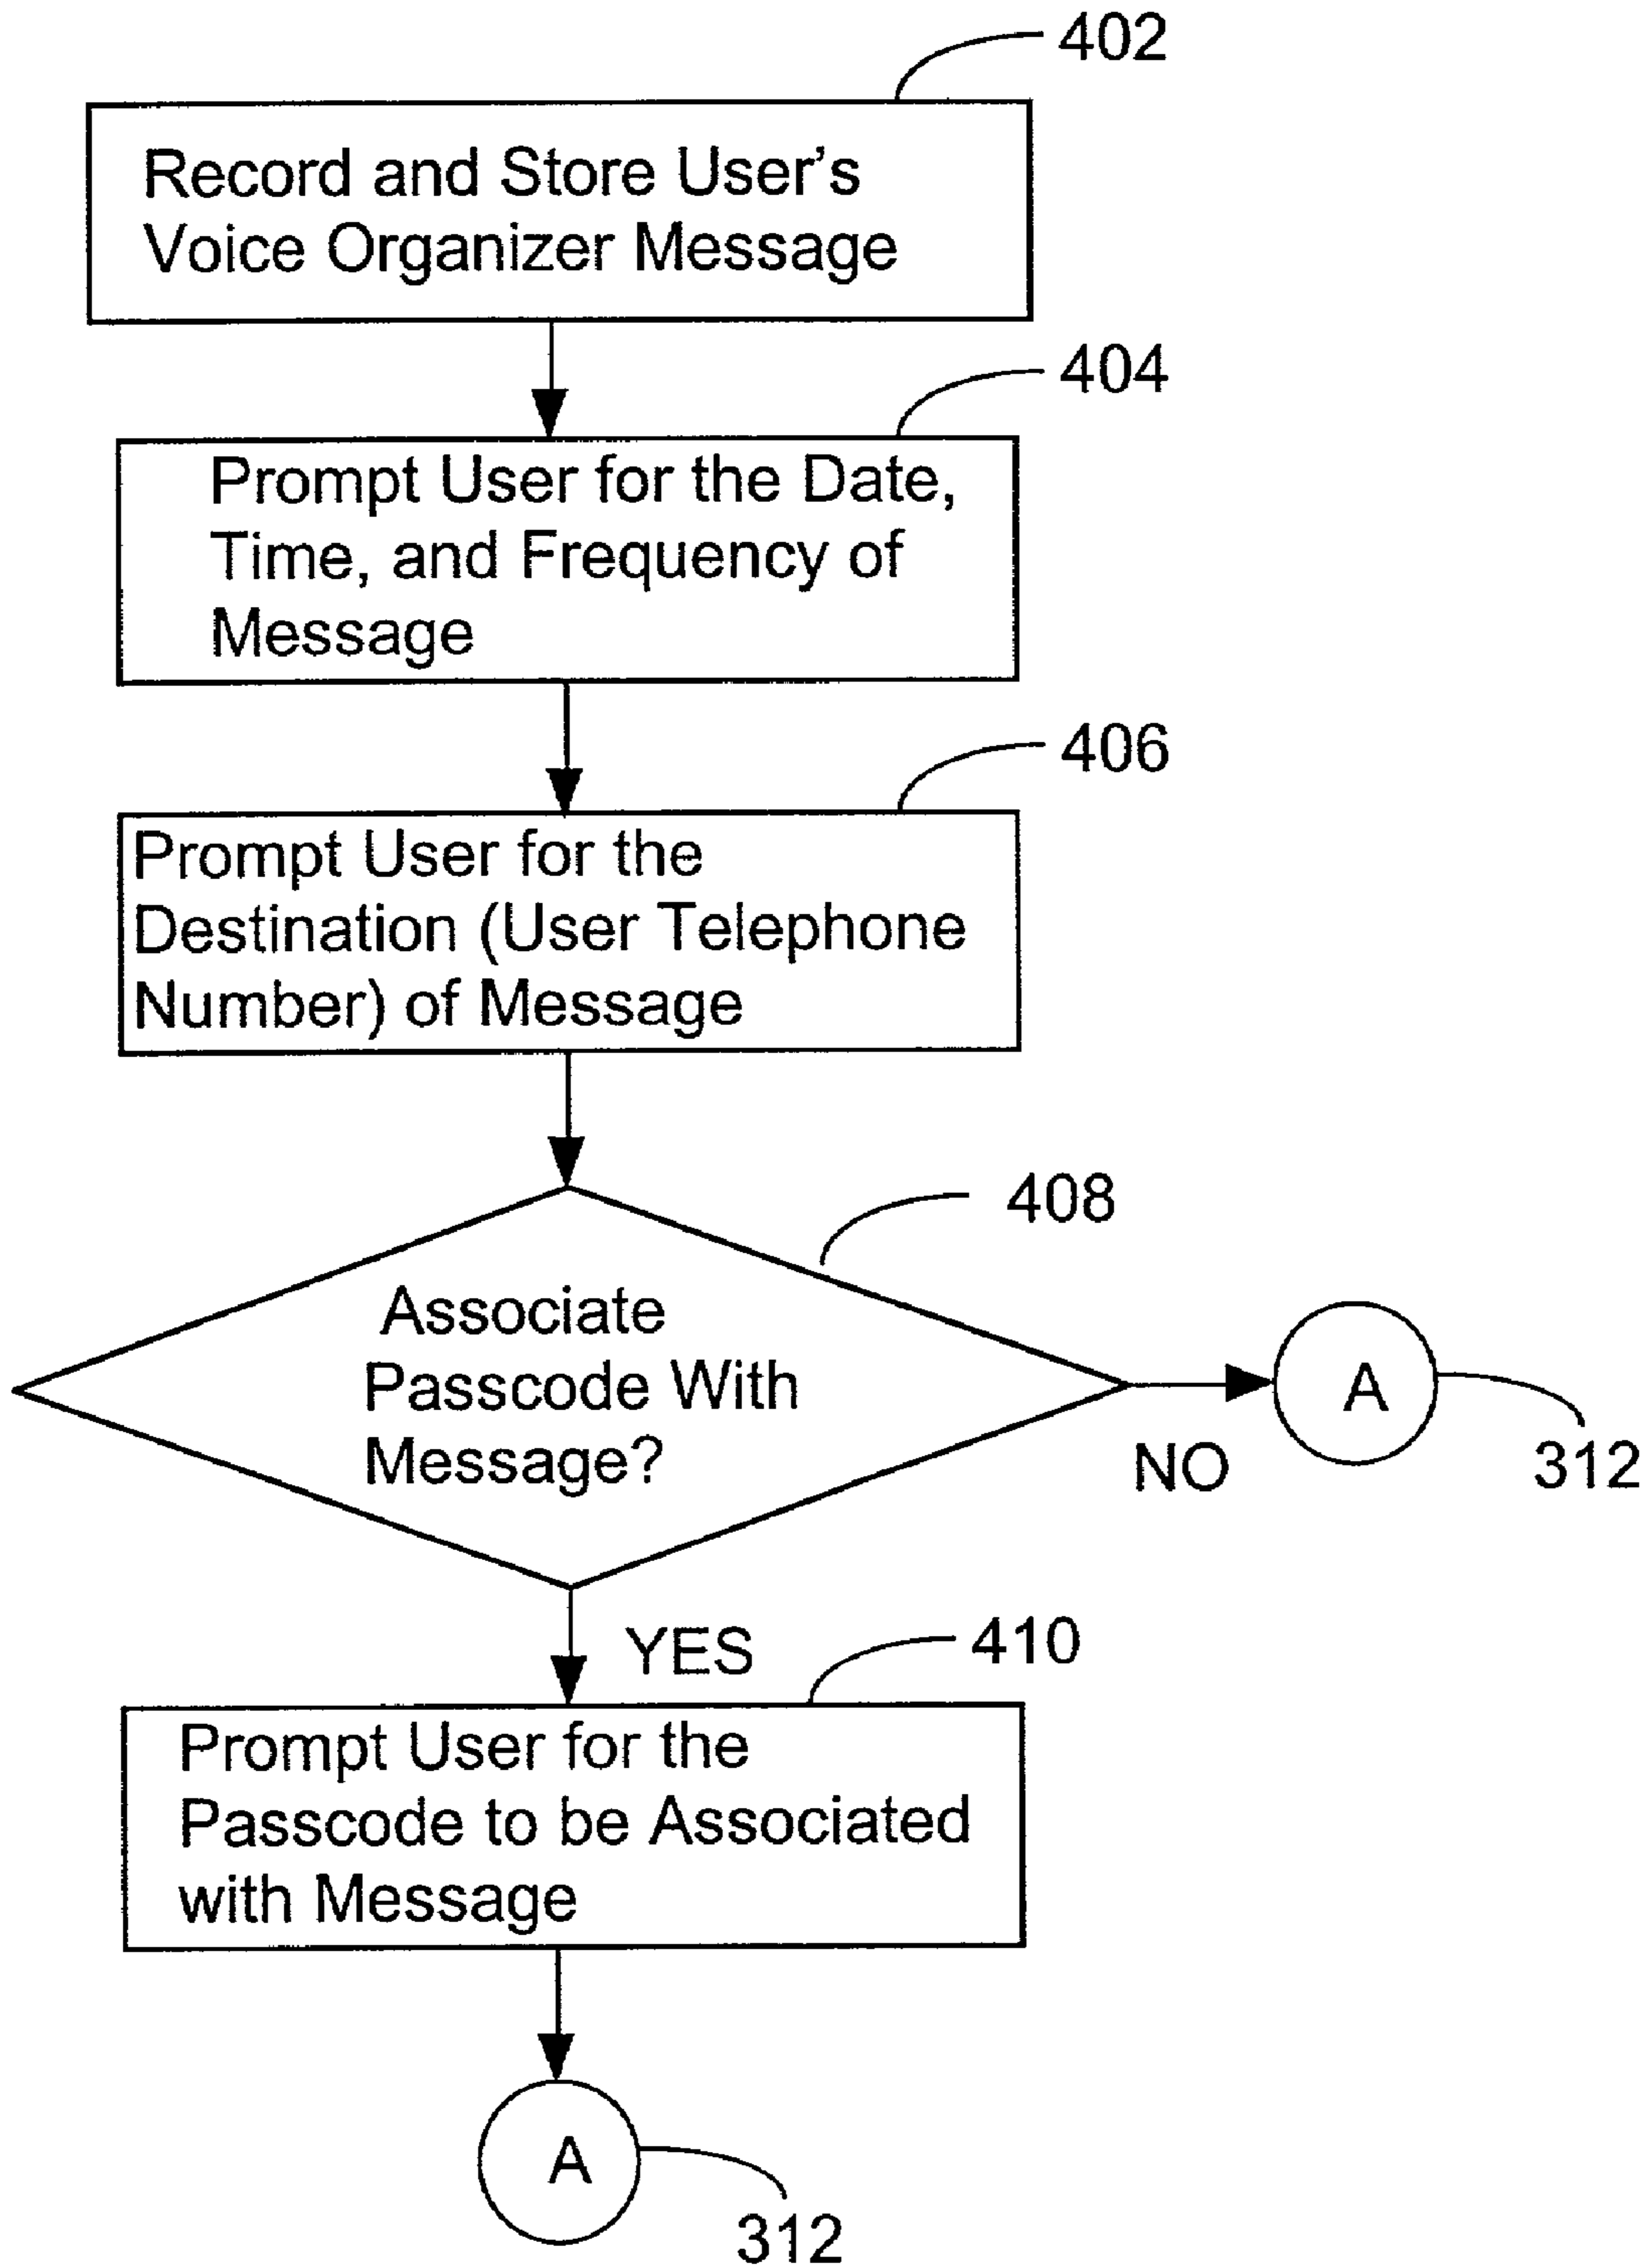 402
Record and Store User's
Voice Organizer Message
404
Prompt User for the Date,
Time, and Frequency of
Message
406
Prompt User for the
Destination (User Telephone
Number) of Message
408
Associate
Passcode With
Message?
A
NO
312
YES
410
Prompt User for the
Passcode to be Associated
with Message
A
312